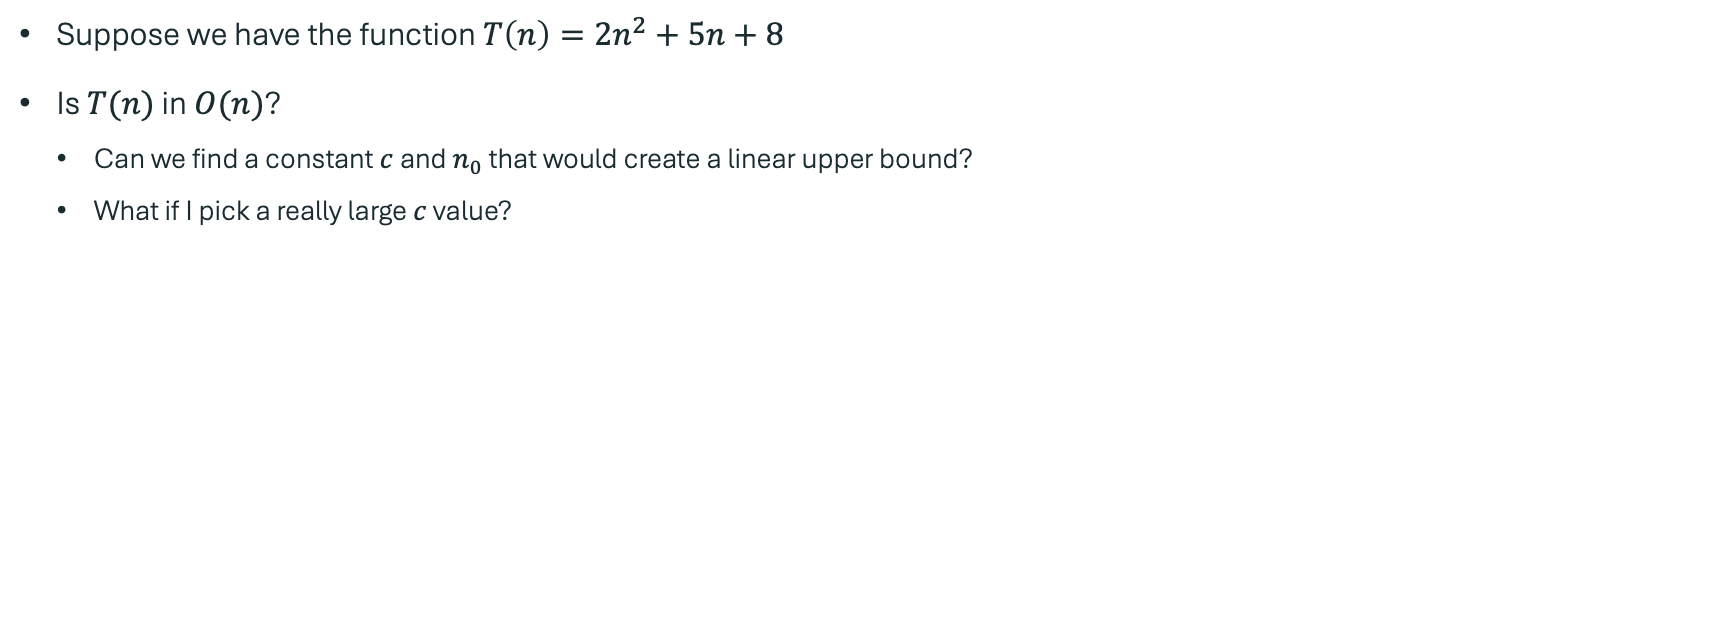 • Suppose we have the function T(n) = 2n² + 5n + 8
• Is T(n) in O(n)?
• Can we find a constant c and n₀ that would create a linear upper bound?
• What if I pick a really large c value?